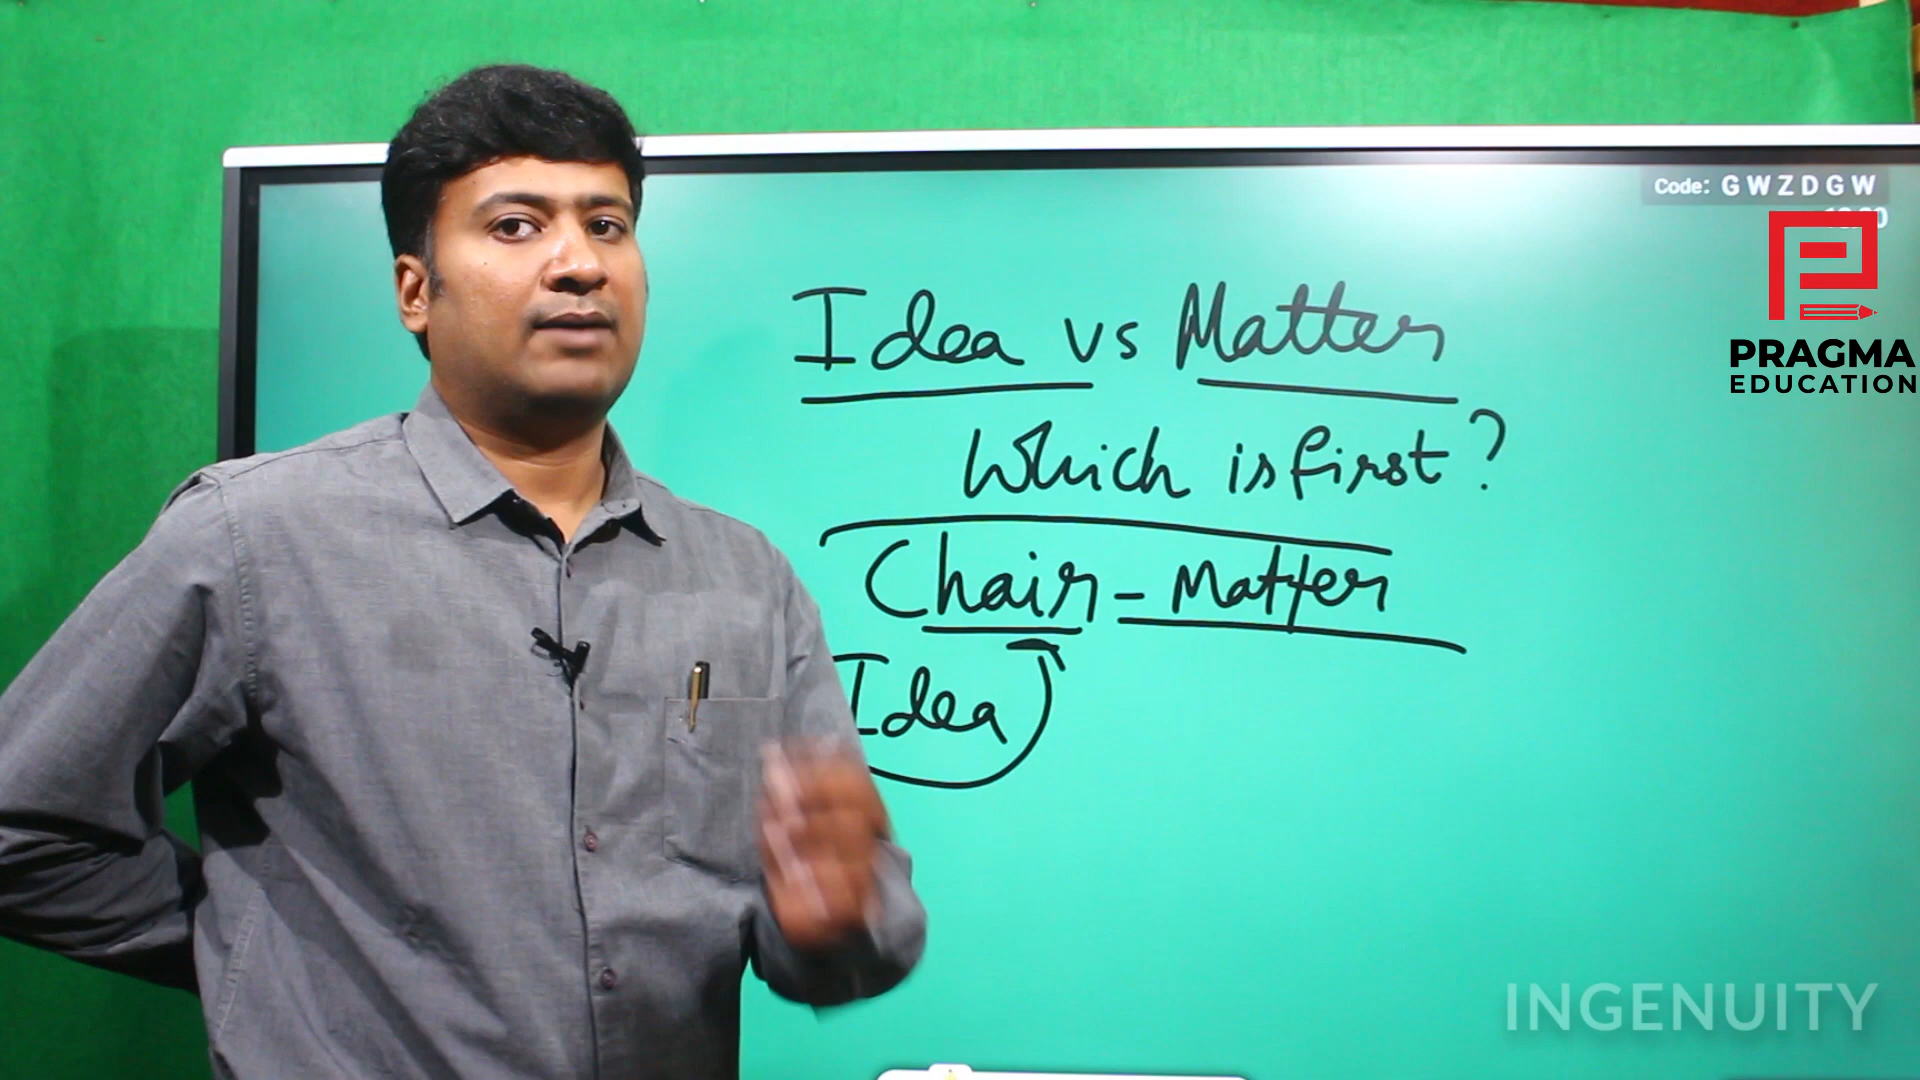 Code: GWZDGW
PRAGMA
EDUCATION
Idea vs Matter
Which is first?
Chair - Matter
Idea
INGENUITY